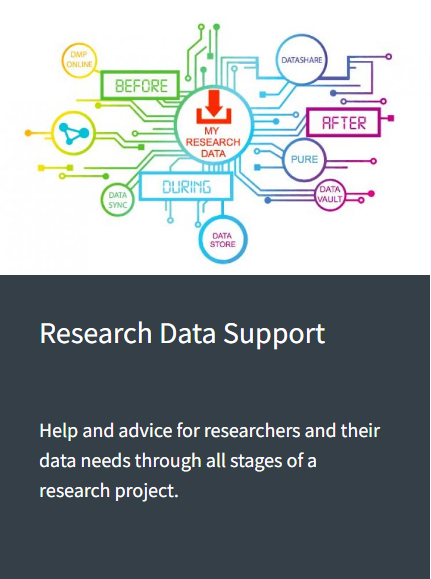 DMP
ONLINE
DATASHARE
BEFORE
MY
RESEARCH
DATA
AFTER
PURE
DURING
DATA
SYNC
DATA
VAULT
DATA
STORE
Research Data Support
Help and advice for researchers and their
data needs through all stages of a
research project.